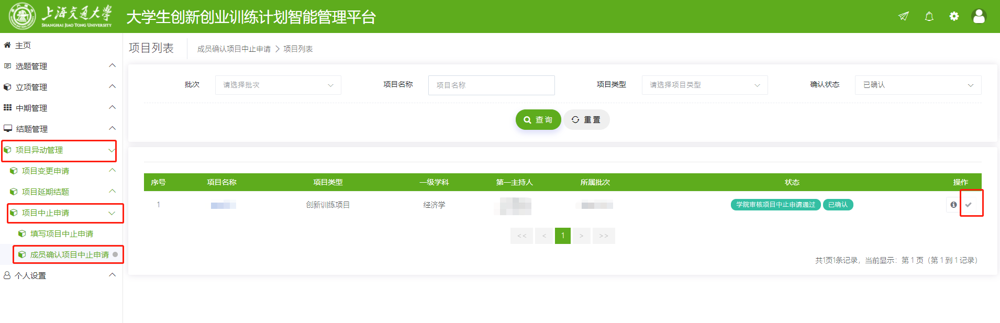 上海交通大学
SHANGHAI JIAO TONG UNIVERSITY
大学生创新创业训练计划智能管理平台
主页
选题管理
立项管理
中期管理
结题管理
项目异动管理
项目变更申请
项目延期结题
项目中止申请
填写项目中止申请
成员确认项目中止申请
个人设置
项目列表
成员确认项目中止申请 > 项目列表
批次 请选择批次 项目名称 项目名称 项目类型 请选择项目类型 确认状态 已确认
查询 重置
序号 项目名称 项目类型 一级学科 第一主持人 所属批次 状态 操作
1 创新训练项目 经济学 学院审核项目中止申请通过 已确认
<< < 1 > >>
共1页1条记录，当前显示：第 1 页（第 1 到 1 记录）